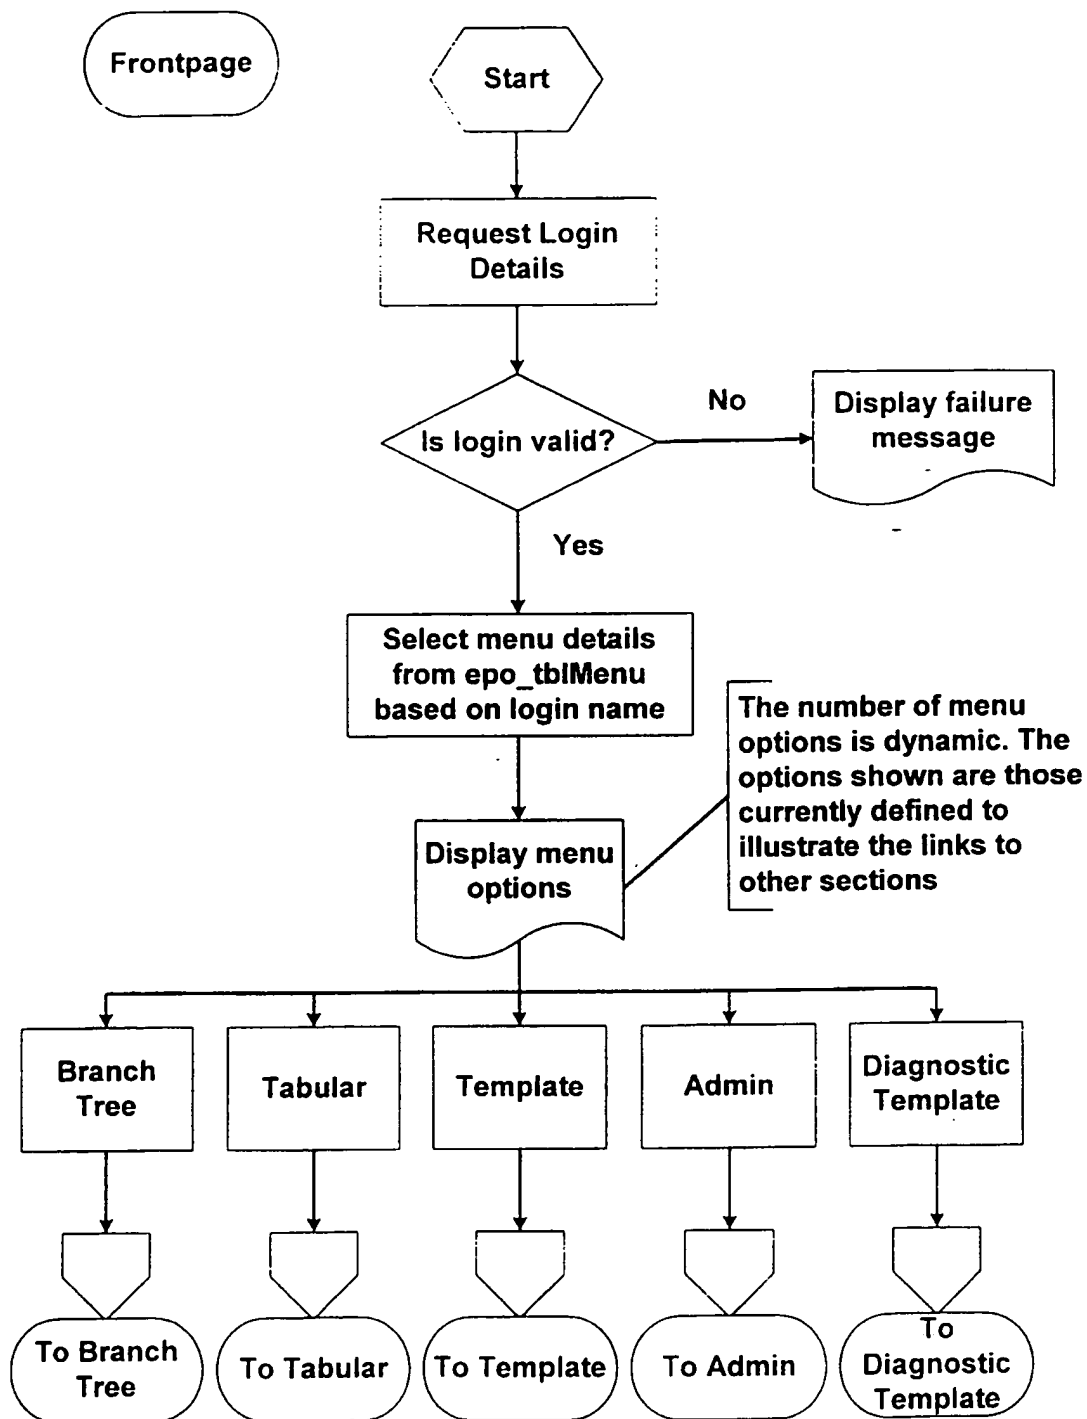 Frontpage
Start
Request Login
Details
Is login valid?
No
Display failure
message
Yes
Select menu details
from epo_tblMenu
based on login name
The number of menu
options is dynamic. The
options shown are those
currently defined to
illustrate the links to
other sections
Display menu
options
Branch
Tree
Tabular
Template
Admin
Diagnostic
Template
To Branch
Tree
To Tabular
To Template
To Admin
To
Diagnostic
Template